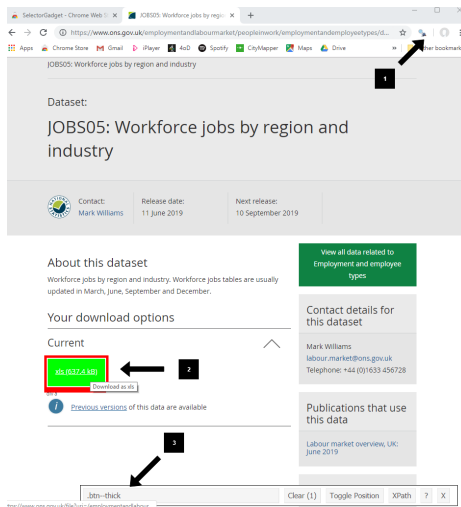 SelectorGadget - Chrome Web S
JOBS05: Workforce jobs by regio
https://www.ons.gov.uk/employmentandlabourmarket/peopleinwork/employmentandemployeetypes/d...
Apps Chrome Store Gmail iPlayer 4oD Spotify CityMapper Maps Drive » ther bookmark
JOBS05: Workforce jobs by region and industry
1
Dataset:
JOBS05: Workforce jobs by region and
industry
Contact:
Mark Williams
Release date:
11 June 2019
Next release:
10 September 2019
About this dataset
Workforce jobs by region and industry. Workforce jobs tables are usually
updated in March, June, September and December.
Your download options
Current
xls (637.4 kB)
Download as xls
2
Previous versions of this data are available
3
View all data related to
Employment and employee
types
Contact details for
this dataset
Mark Williams
labour.market@ons.gov.uk
Telephone: +44 (0)1633 456728
Publications that use
this data
Labour market overview, UK:
June 2019
.btn--thick
Clear (1) Toggle Position XPath ? X